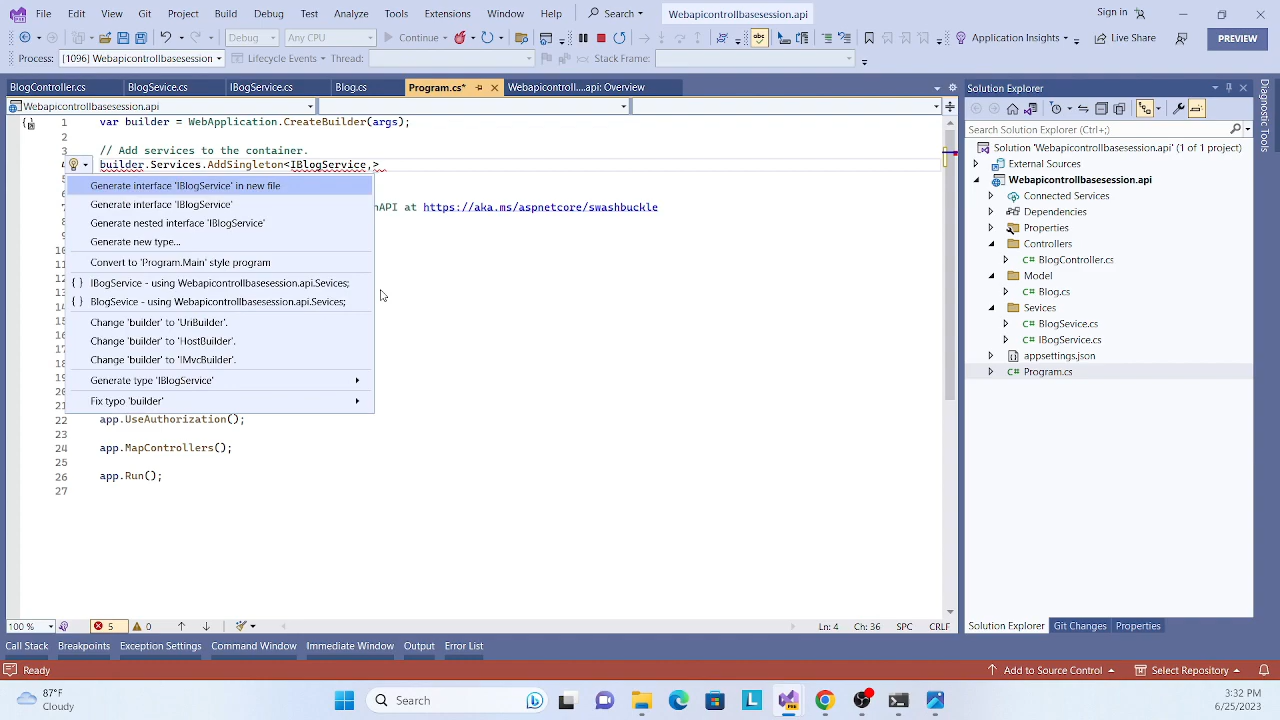 File Edit View Git Project Build Debug Test Analyze Tools Extensions Window Help Search Webapicontrollbasesession.api Sign in
Debug Any CPU Continue Application Insights Live Share PREVIEW
Process: [1096] Webapicontrollbasesession Lifecycle Events Thread: Stack Frame:
BlogController.cs BlogSevice.cs IBlogService.cs Blog.cs Program.cs* Webapicontroll....api: Overview
Webapicontrollbasesession.api
1 var builder = WebApplication.CreateBuilder(args);
2
3 // Add services to the container.
builder.Services.AddSingleton<IBlogService,>
Generate interface 'IBlogService' in new file
Generate interface 'IBlogService'
nAPI at https://aka.ms/aspnetcore/swashbuckle
Generate nested interface 'IBlogService'
Generate new type...
Convert to 'Program.Main' style program
{ } IBlogService - using Webapicontrollbasesession.api.Sevices;
{ } BlogSevice - using Webapicontrollbasesession.api.Sevices;
Change 'builder' to 'UriBuilder'.
Change 'builder' to 'HostBuilder'.
Change 'builder' to 'IMvcBuilder'.
Generate type 'IBlogService'
Fix typo 'builder'
22 app.UseAuthorization();
23
24 app.MapControllers();
25
26 app.Run();
27
100 % 5 0 Ln: 4 Ch: 36 SPC CRLF
Solution Explorer
Search Solution Explorer (Ctrl+;)
Solution 'Webapicontrollbasesession.api' (1 of 1 project)
External Sources
Webapicontrollbasesession.api
Connected Services
Dependencies
Properties
Controllers
C# BlogController.cs
Model
C# Blog.cs
Sevices
C# BlogSevice.cs
C# IBlogService.cs
appsettings.json
C# Program.cs
Solution Explorer Git Changes Properties
Diagnostic Tools
Call Stack Breakpoints Exception Settings Command Window Immediate Window Output Error List
Ready Add to Source Control Select Repository
87°F
Cloudy
Search
3:32 PM
6/25/2023